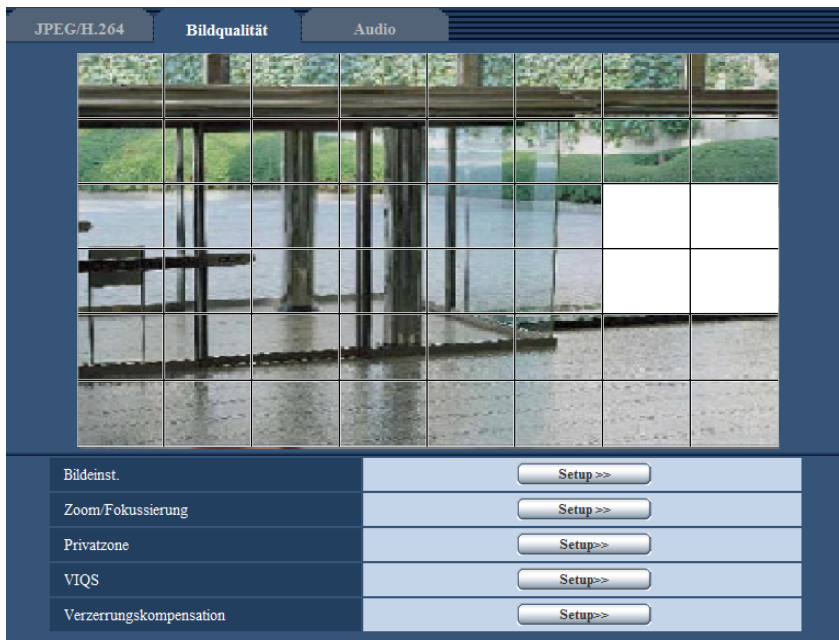 JPEG/H.264 Bildqualität Audio
Bildeinst. Setup >>
Zoom/Fokussierung Setup >>
Privatzone Setup>>
VIQS Setup>>
Verzerrungskompensation Setup>>